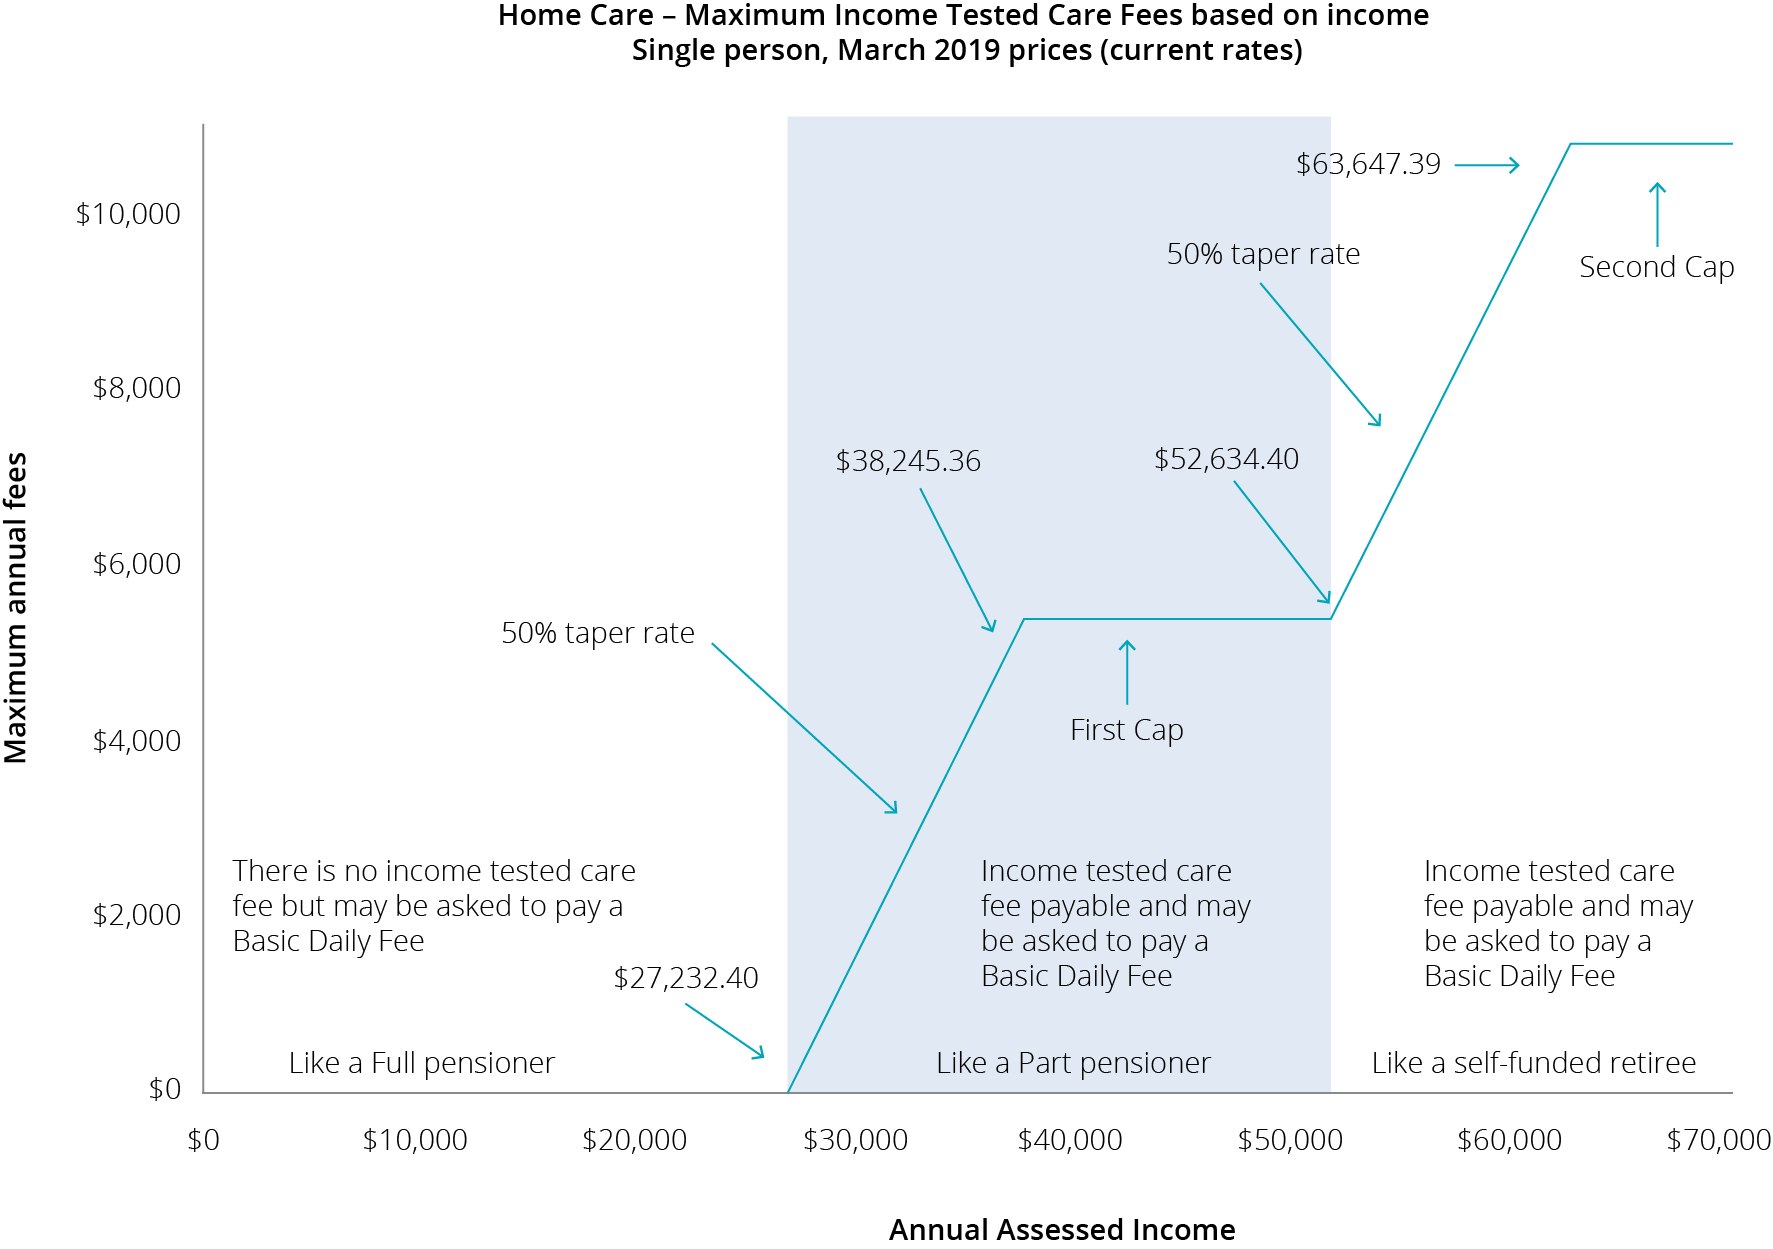 Home Care – Maximum Income Tested Care Fees based on income
Single person, March 2019 prices (current rates)
Maximum annual fees
$10,000
$8,000
$6,000
$4,000
$2,000
$0
$63,647.39
Second Cap
50% taper rate
$38,245.36
$52,634.40
50% taper rate
First Cap
There is no income tested care
fee but may be asked to pay a
Basic Daily Fee
$27,232.40
Like a Full pensioner
Income tested care
fee payable and may
be asked to pay a
Basic Daily Fee
Like a Part pensioner
Income tested care
fee payable and may
be asked to pay a
Basic Daily Fee
Like a self-funded retiree
$0
$10,000
$20,000
$30,000
$40,000
$50,000
$60,000
$70,000
Annual Assessed Income